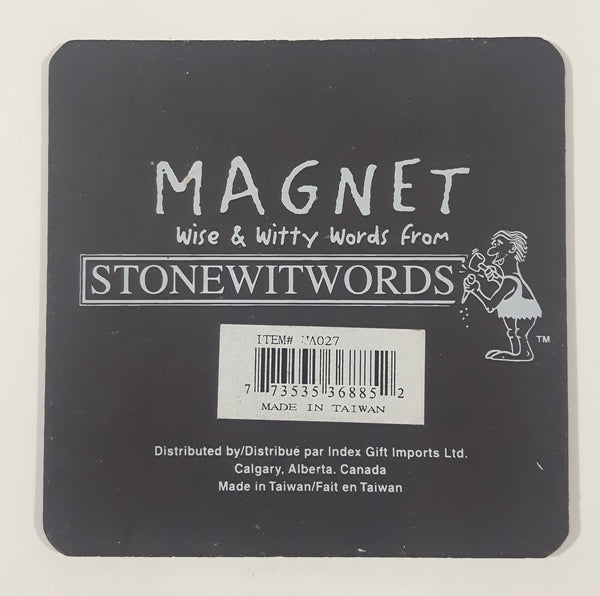 MAGNET
Wise & Witty Words from
STONEWITWORDS
TM
ITEM#
7 73535 36885 2
MADE IN TAIWAN
Distributed by/Distribué par Index Gift Imports Ltd.
Calgary, Alberta. Canada
Made in Taiwan/Fait en Taiwan